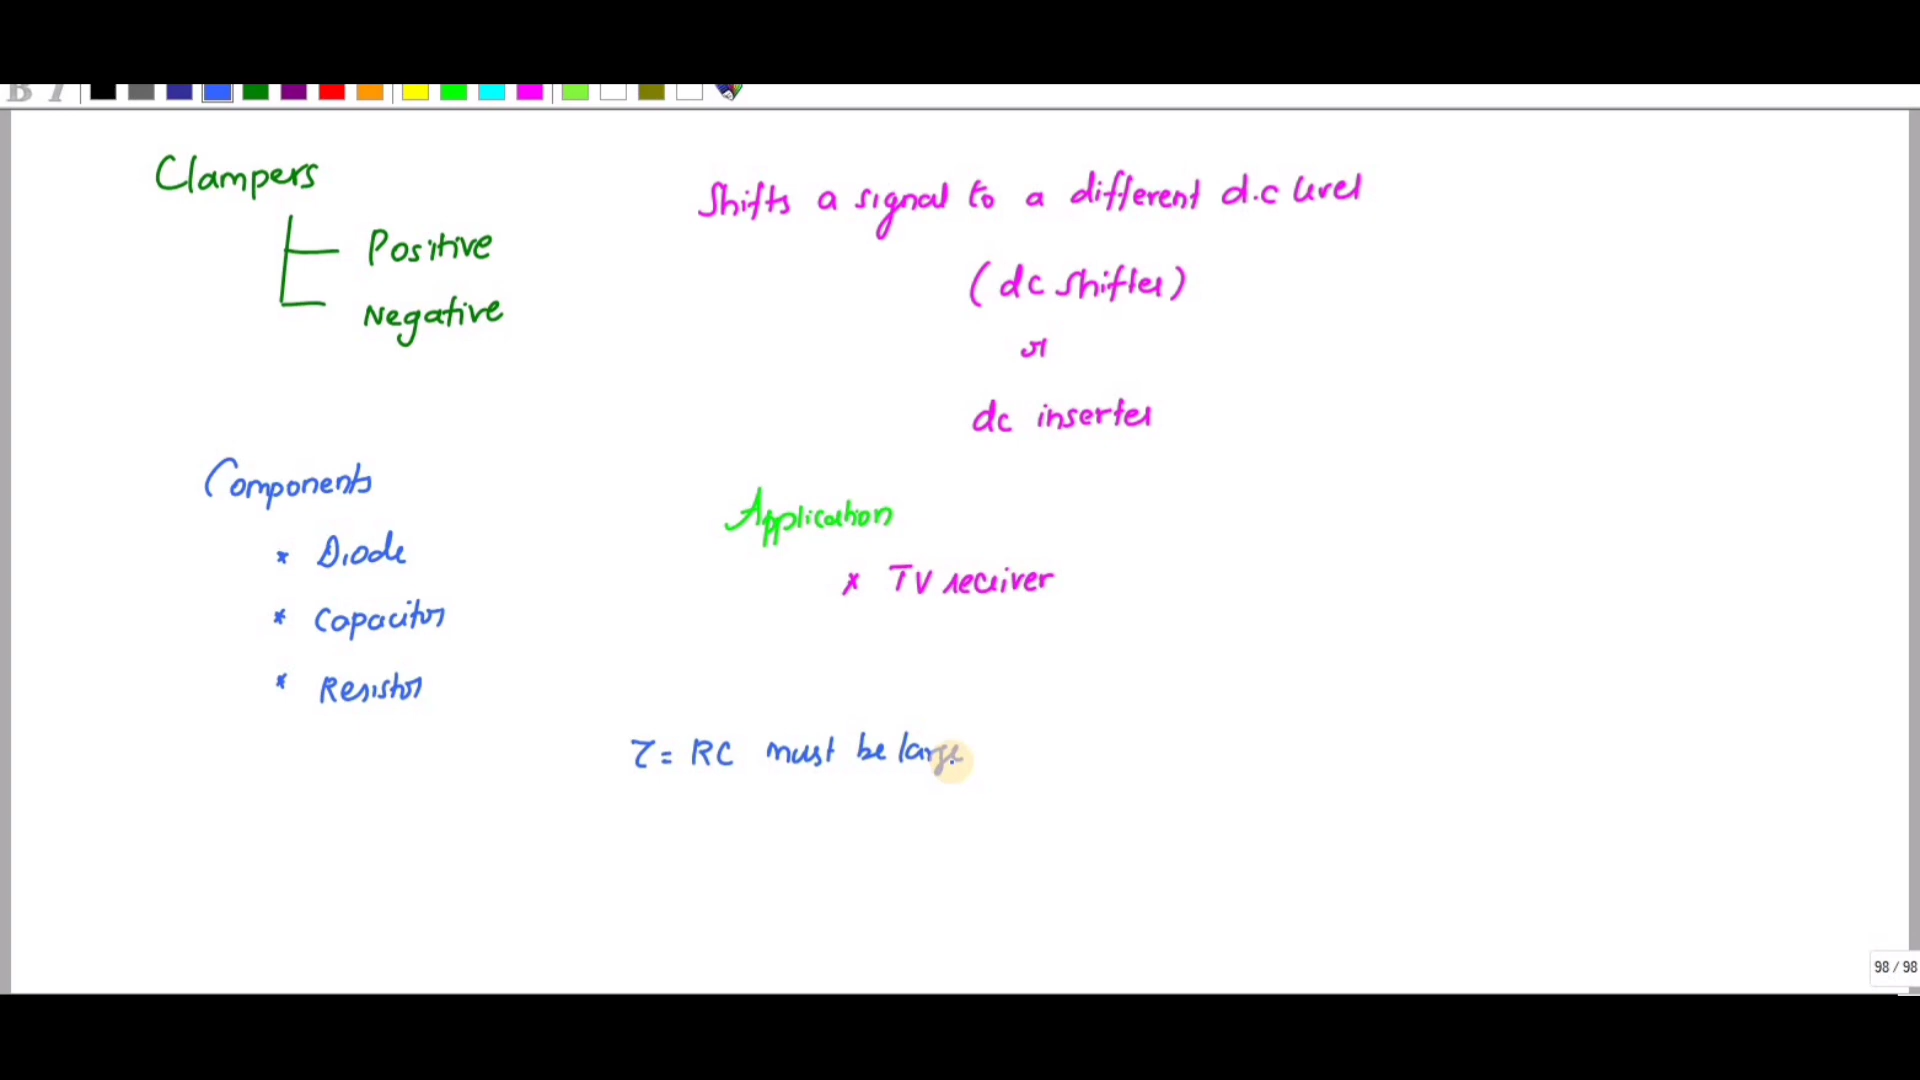 Clampers
Positive
Negative
Shifts a signal to a different d.c level
(dc shifter)
or
dc inserter
Components
* Diode
* Capacitor
* Resistor
Application
* TV receiver
τ = RC must be large
B I
98 / 98